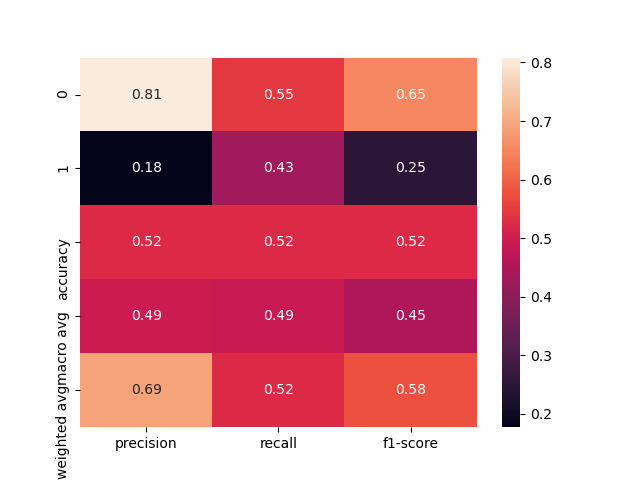 0 0.81 0.55 0.65
1 0.18 0.43 0.25
accuracy 0.52 0.52 0.52
macro avg 0.49 0.49 0.45
weighted avg 0.69 0.52 0.58
precision recall f1-score
0.8
0.7
0.6
0.5
0.4
0.3
0.2